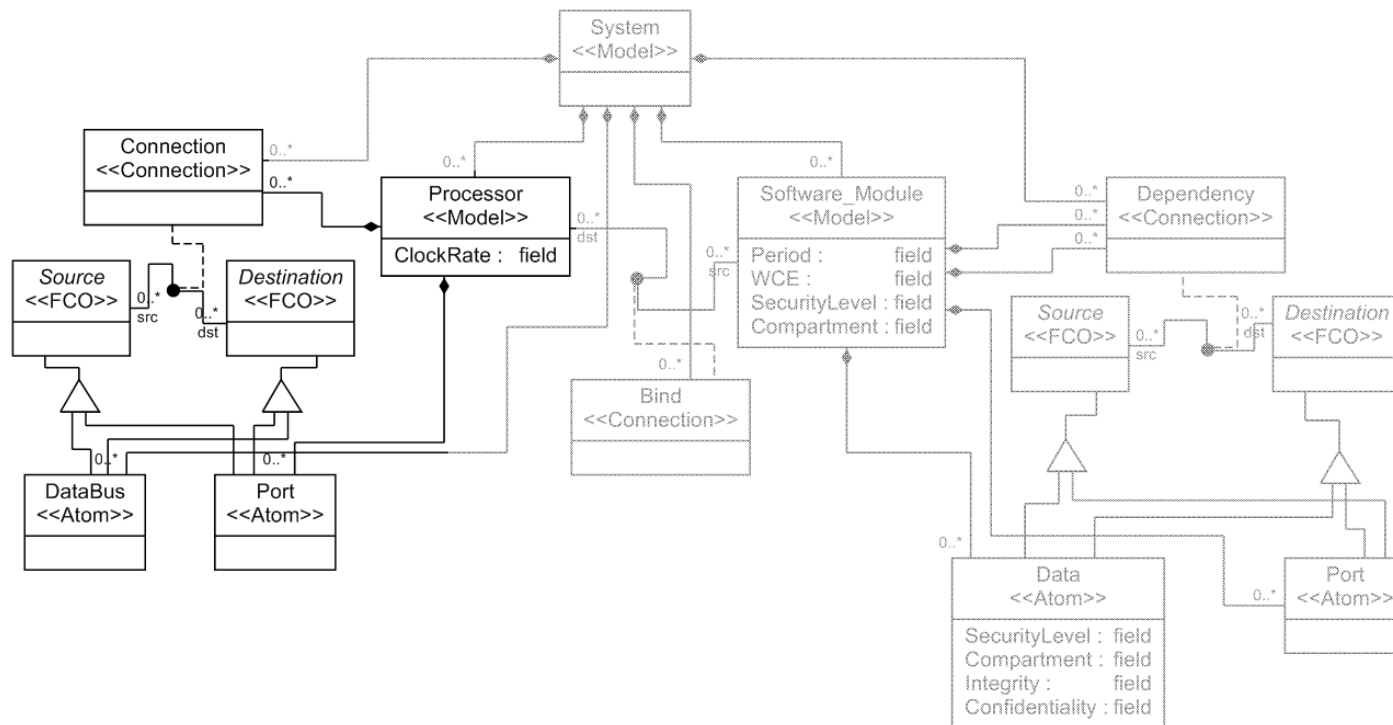 System
<<Model>>
Connection
<<Connection>>
0..*
0..*
0..*
Processor
<<Model>>
ClockRate : field
0..*
dst
0..*
Software_Module
<<Model>>
Period : field
WCE : field
SecurityLevel : field
Compartment : field
0..*
src
0..*
0..*
0..*
Dependency
<<Connection>>
Source
<<FCO>>
0..*
src
0..*
dst
Destination
<<FCO>>
0..*
Bind
<<Connection>>
Source
<<FCO>>
0..*
src
0..*
dst
Destination
<<FCO>>
0..*
DataBus
<<Atom>>
0..*
Port
<<Atom>>
0..*
Data
<<Atom>>
SecurityLevel : field
Compartment : field
Integrity : field
Confidentiality : field
0..*
Port
<<Atom>>